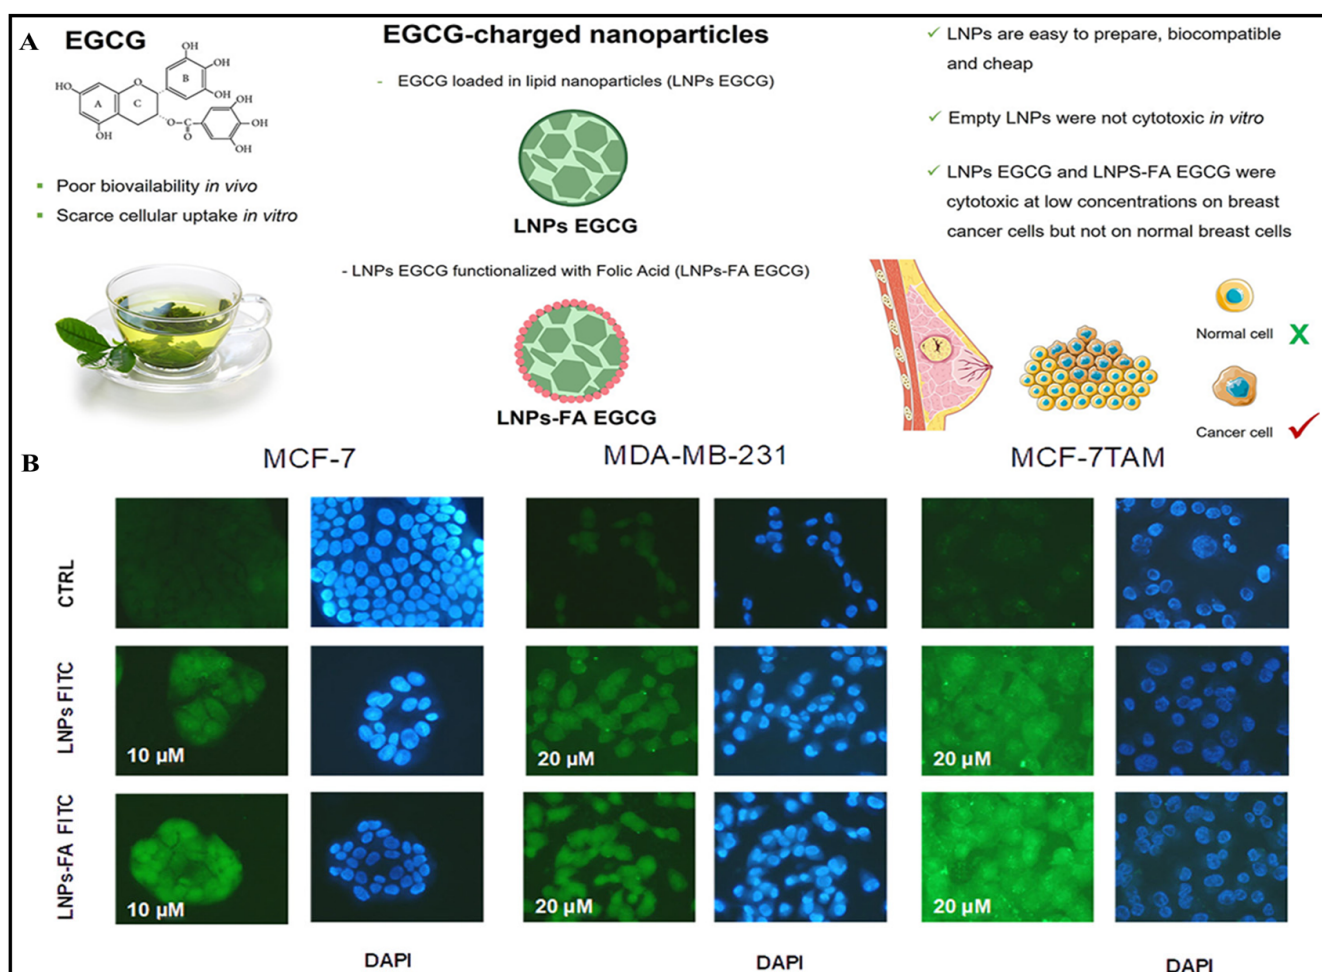 A
EGCG
OH
OH
B
OH
HO
O
A
C
OH
OH
O
C
O
OH
OH
▪ Poor biovailability in vivo
▪ Scarce cellular uptake in vitro
EGCG-charged nanoparticles
- EGCG loaded in lipid nanoparticles (LNPs EGCG)
LNPs EGCG
- LNPs EGCG functionalized with Folic Acid (LNPs-FA EGCG)
LNPs-FA EGCG
✓ LNPs are easy to prepare, biocompatible
and cheap
✓ Empty LNPs were not cytotoxic in vitro
✓ LNPs EGCG and LNPS-FA EGCG were
cytotoxic at low concentrations on breast
cancer cells but not on normal breast cells
Normal cell X
Cancer cell ✓
B
MCF-7
MDA-MB-231
MCF-7TAM
CTRL
LNPs FITC
10 µM
20 µM
20 µM
LNPs-FA FITC
10 µM
20 µM
20 µM
DAPI
DAPI
DAPI